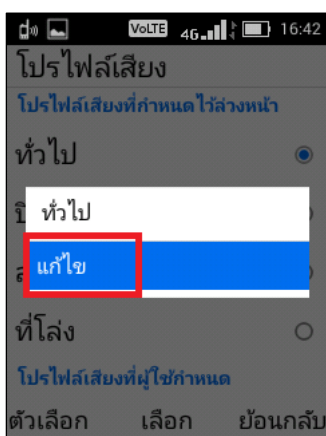 VoLTE 4G 16:42
โปรไฟล์เสียง
โปรไฟล์เสียงที่กำหนดไว้ล่วงหน้า
ทั่วไป
ทั่วไป
แก้ไข
ที่โล่ง
โปรไฟล์เสียงที่ผู้ใช้กำหนด
ตัวเลือก เลือก ย้อนกลับ